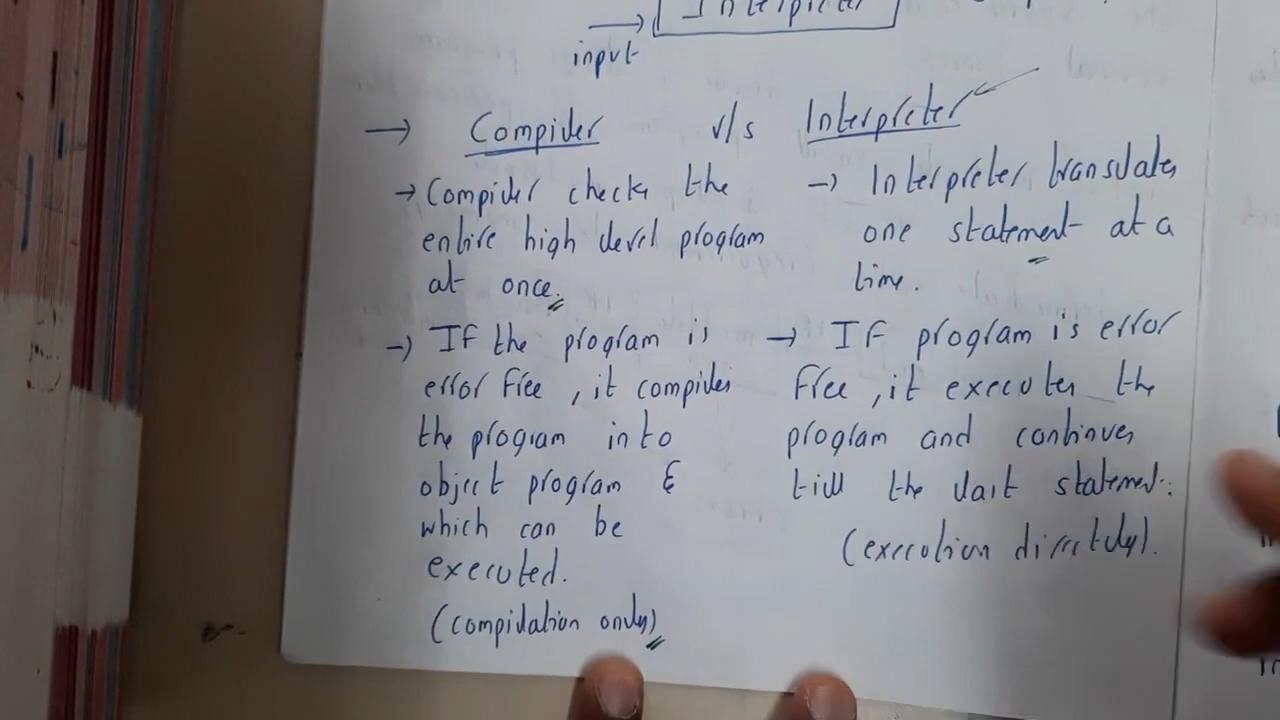 Interpreter
input
→ Compiler v/s Interpreter
→ Compiler checks the
entire high level program
at once.
→ If the program is
error free, it compiles
the program into
object program &
which can be
executed.
(compilation only)
→ Interpreter translates
one statement at a
time.
→ If program is error
free, it executes the
program and continues
till the last statement.
(execution directly).